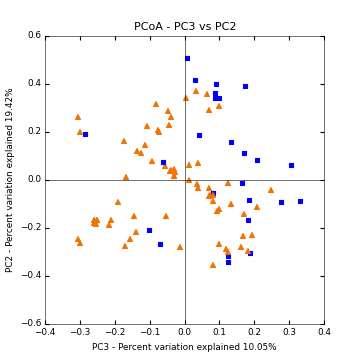 PCoA - PC3 vs PC2
PC2 - Percent variation explained 19.42%
0.6
0.4
0.2
0.0
−0.2
−0.4
−0.6
−0.4 −0.3 −0.2 −0.1 0.0 0.1 0.2 0.3 0.4
PC3 - Percent variation explained 10.05%